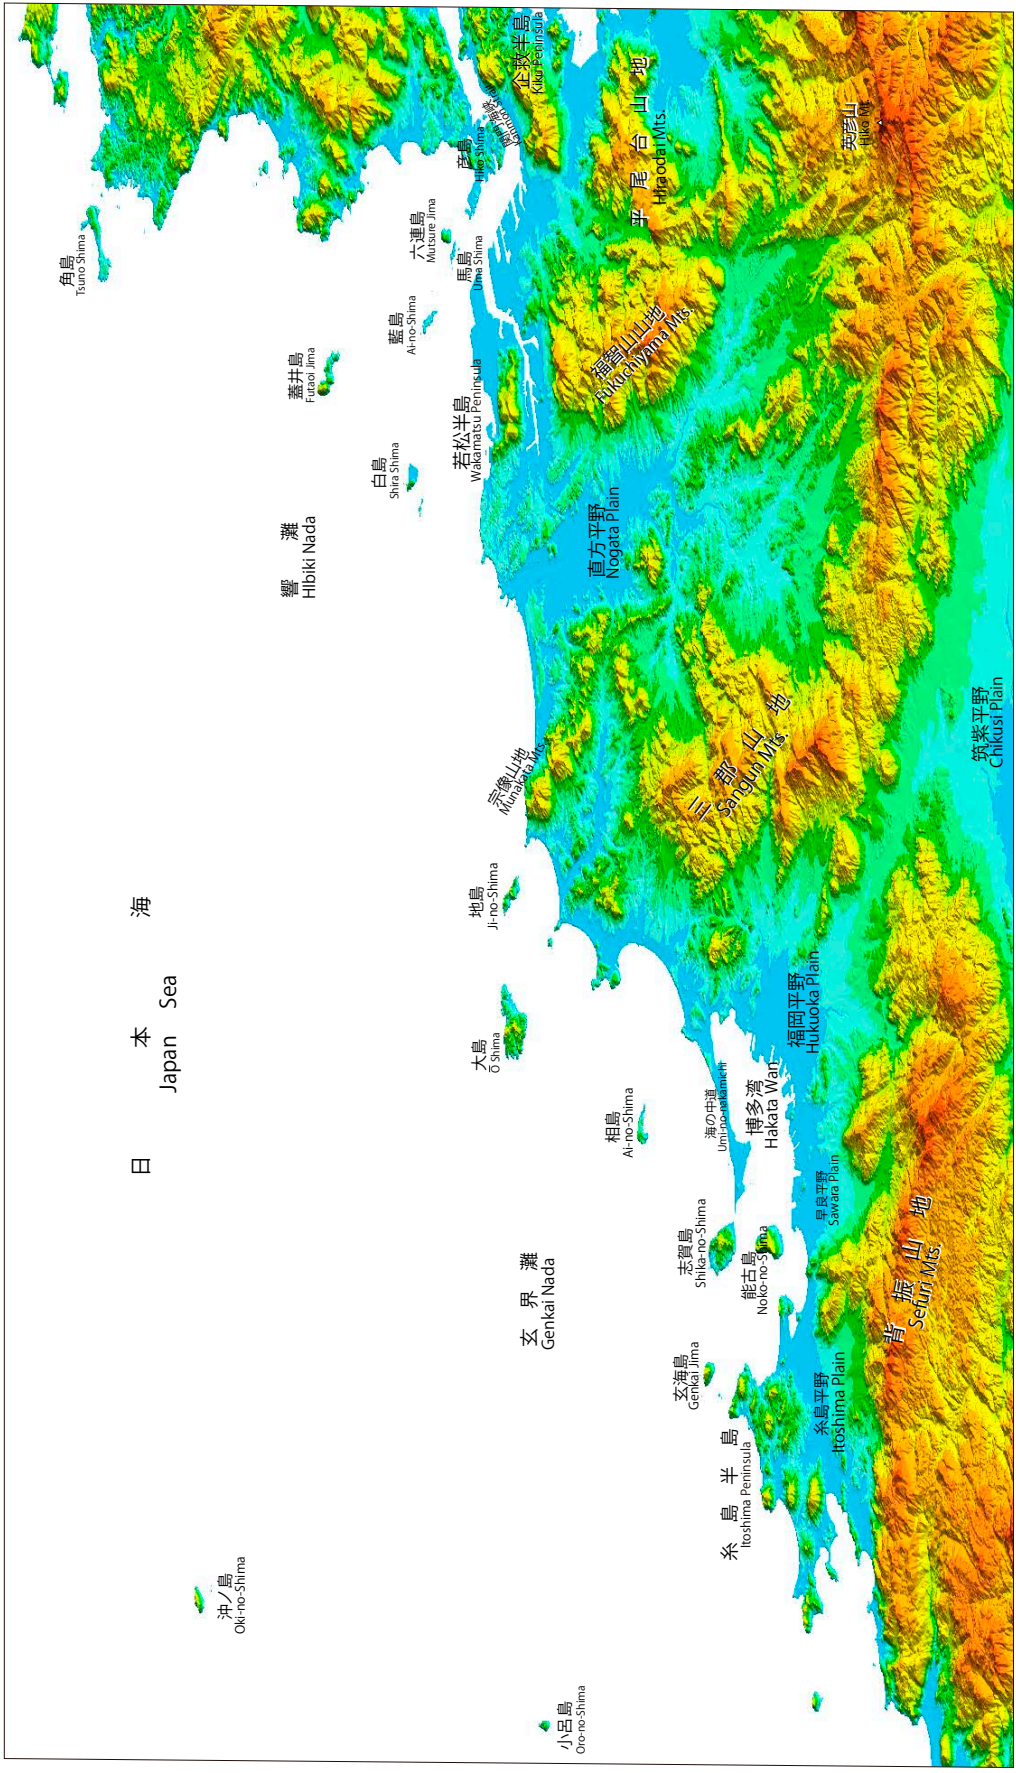 角島
Tsuno Shima
蓋井島
Futaoi Jima
六連島
Mutsure Jima
藍島
Ai-no-Shima
白島
Shira Shima
馬島
Uma Shima
彦島
Hiko Shima
関門海峡
企救半島
Kiku Peninsula
若松半島
Wakamatsu Peninsula
平尾台山地
Hiraodai Mts.
英彦山
Hiko Mt.
福智山山地
Fukuchiyama Mts.
直方平野
Nogata Plain
響灘
HIbiki Nada
日本海
Japan Sea
宗像山地
Munakata Mts.
三郡山地
Sangun Mts.
筑紫平野
Chikusi Plain
地島
Ji-no-Shima
大島
Ō Shima
相島
Ai-no-Shima
福岡平野
Hukuoka Plain
海の中道
Umi-no-nakamichi
博多湾
Hakata Wan
早良平野
Sawara Plain
志賀島
Shika-no-Shima
能古島
Noko-no-Shima
玄界灘
Genkai Nada
玄海島
Genkai Jima
背振山地
Sefuri Mts.
糸島平野
Itoshima Plain
糸島半島
Itoshima Peninsula
沖ノ島
Oki-no-Shima
小呂島
Oro-no-Shima